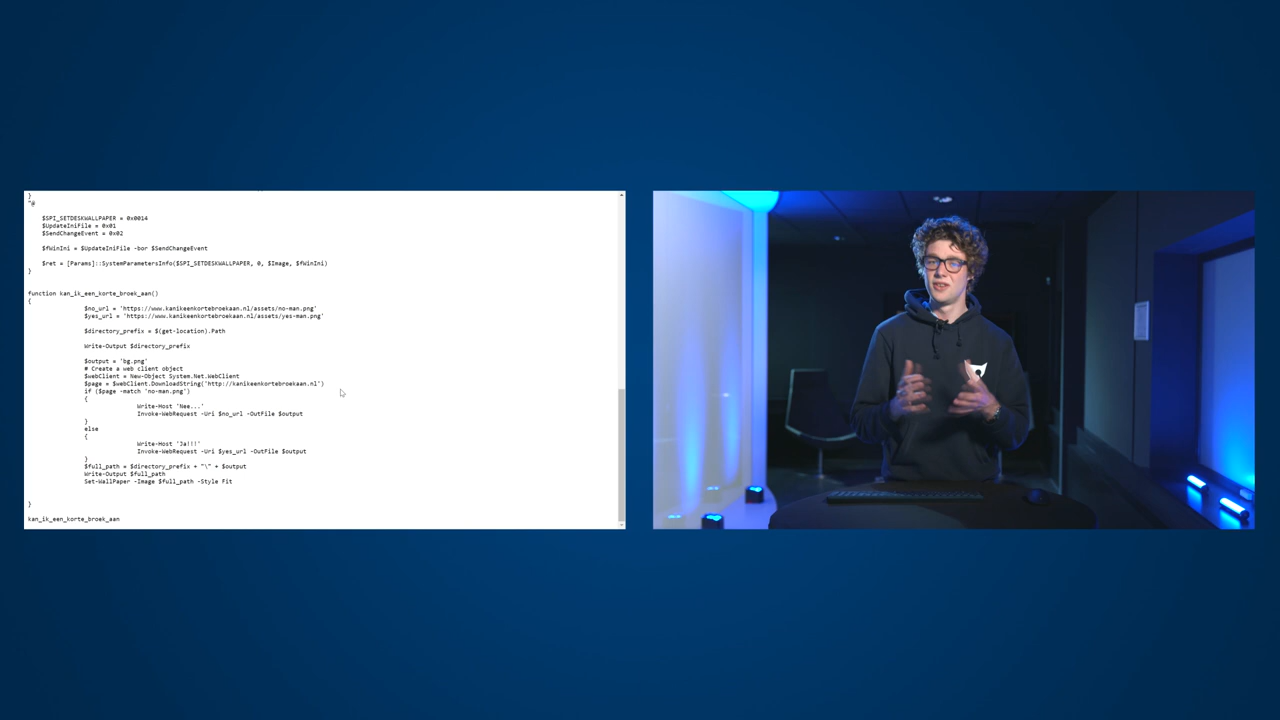 }
"@
$SPI_SETDESKWALLPAPER = 0x0014
$UpdateIniFile = 0x01
$SendChangeEvent = 0x02
$fWinIni = $UpdateIniFile -bor $SendChangeEvent
$ret = [Params]::SystemParametersInfo($SPI_SETDESKWALLPAPER, 0, $Image, $fWinIni)
}
function kan_ik_een_korte_broek_aan()
{
$no_url = 'https://www.kanikeenkortebroekaan.nl/assets/no-man.png'
$yes_url = 'https://www.kanikeenkortebroekaan.nl/assets/yes-man.png'
$directory_prefix = $(get-location).Path
Write-Output $directory_prefix
$output = 'bg.png'
# Create a web client object
$webClient = New-Object System.Net.WebClient
$page = $webClient.DownloadString('http://kanikeenkortebroekaan.nl')
if ($page -match 'no-man.png')
{
Write-Host 'Nee...'
Invoke-WebRequest -Uri $no_url -OutFile $output
}
else
{
Write-Host 'Ja!!!'
Invoke-WebRequest -Uri $yes_url -OutFile $output
}
$full_path = $directory_prefix + "\" + $output
Write-Output $full_path
Set-WallPaper -Image $full_path -Style Fit
}
kan_ik_een_korte_broek_aan